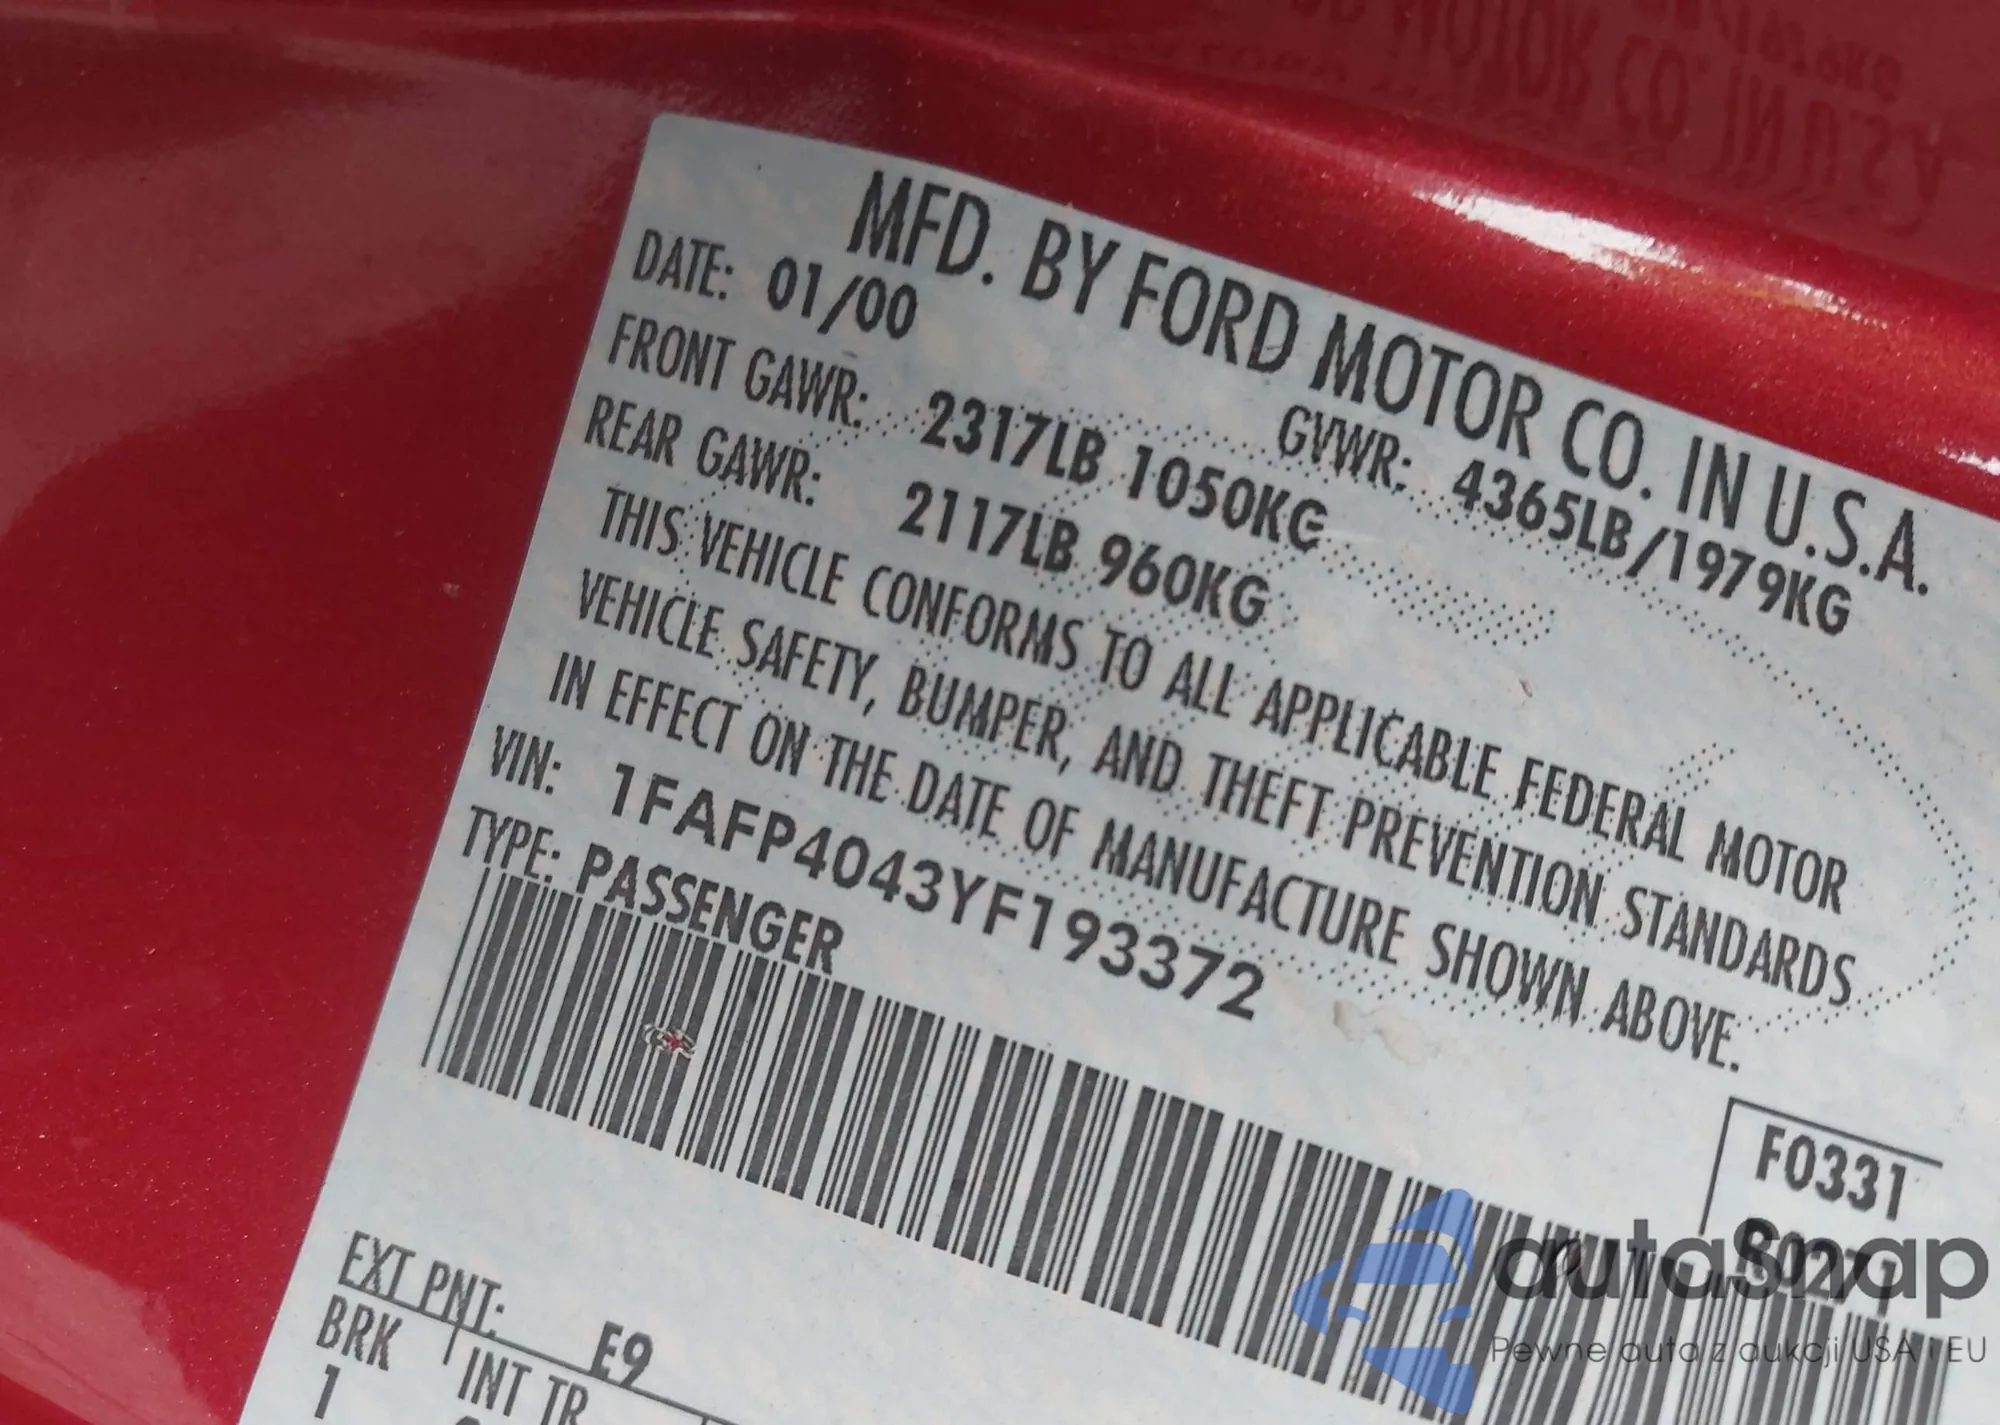 MFD. BY FORD MOTOR CO. IN U.S.A.
DATE: 01/00
GVWR: 4365LB/1979KG
FRONT GAWR: 2317LB 1050KG
REAR GAWR: 2117LB 960KG
THIS VEHICLE CONFORMS TO ALL APPLICABLE FEDERAL MOTOR
VEHICLE SAFETY, BUMPER, AND THEFT PREVENTION STANDARDS
IN EFFECT ON THE DATE OF MANUFACTURE SHOWN ABOVE.
VIN: 1FAFP4043YF193372
TYPE: PASSENGER
F0331
EXT PNT: E9
BRK INT TR
1
autaSnap
Pewne auta z aukcji USA i EU